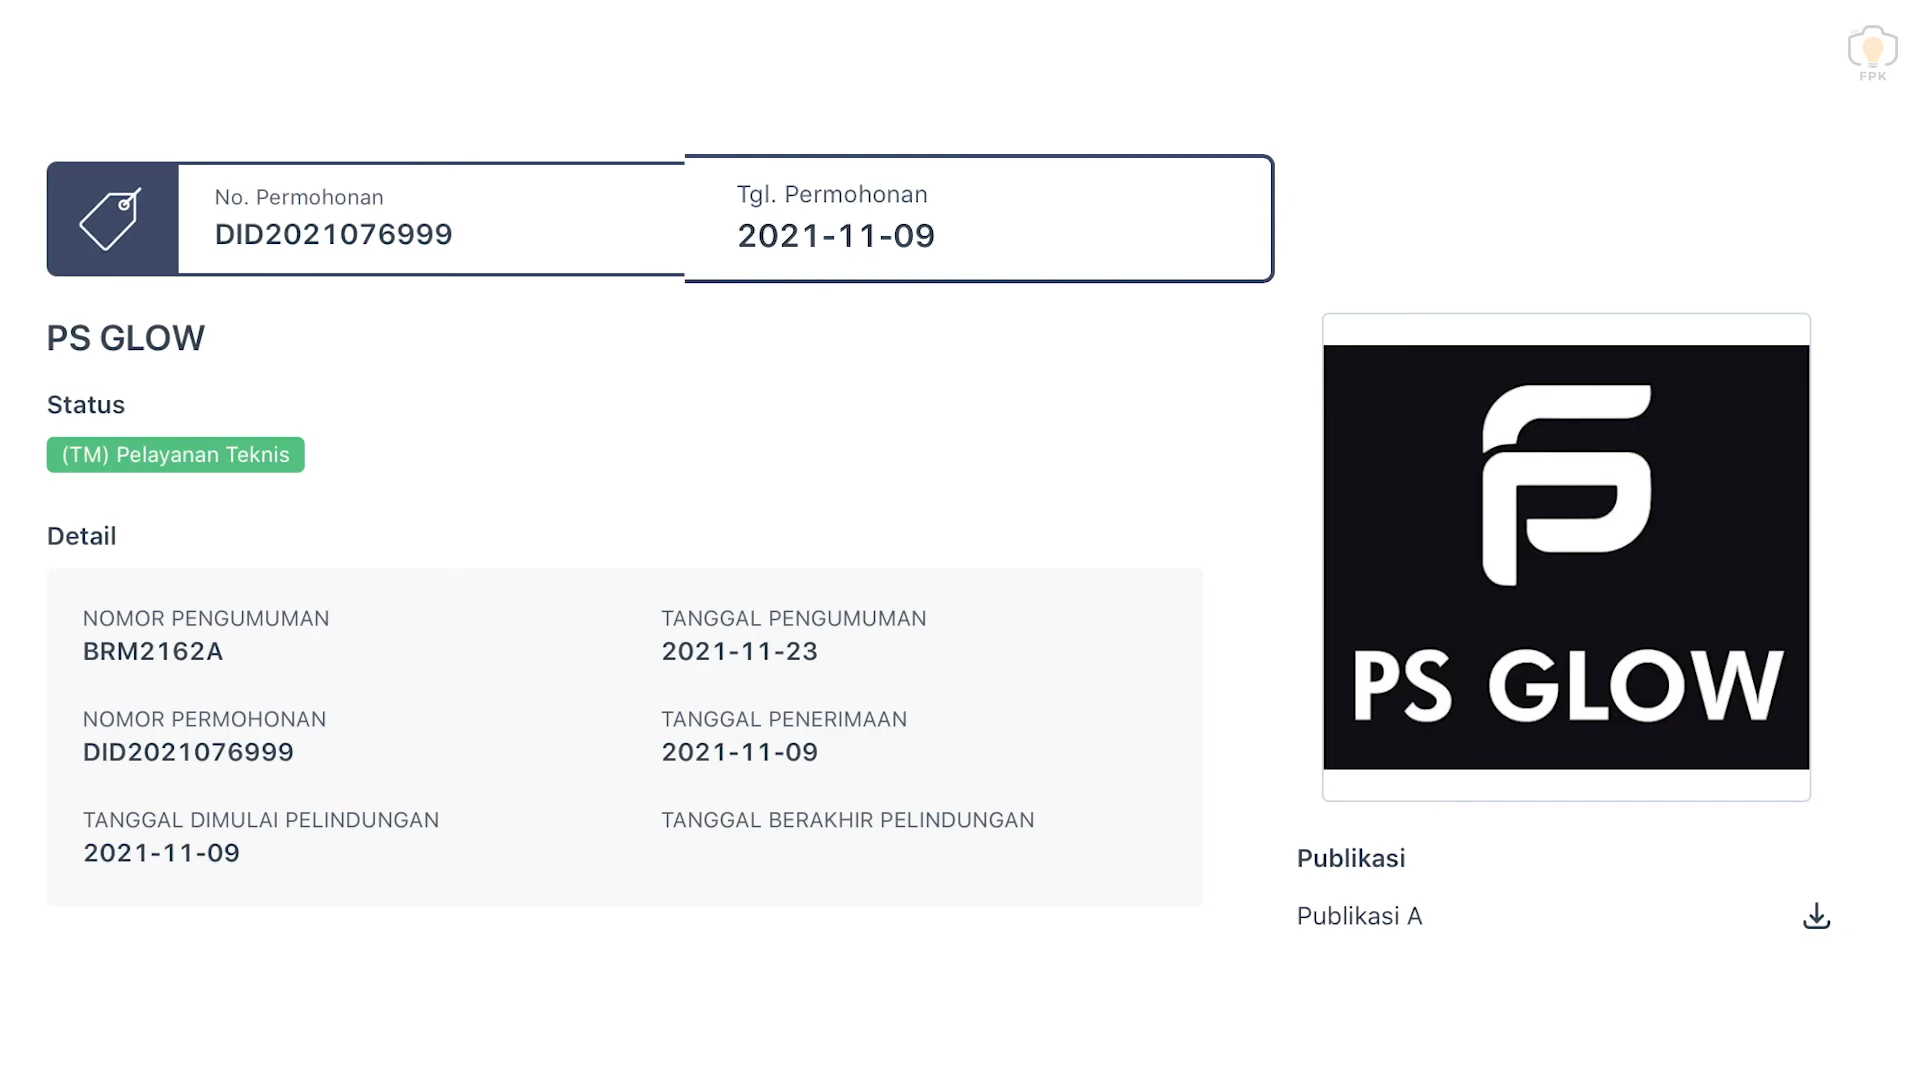 FPK
No. Permohonan
DID2021076999
Tgl. Permohonan
2021-11-09
PS GLOW
Status
(TM) Pelayanan Teknis
Detail
NOMOR PENGUMUMAN
BRM2162A
TANGGAL PENGUMUMAN
2021-11-23
NOMOR PERMOHONAN
DID2021076999
TANGGAL PENERIMAAN
2021-11-09
TANGGAL DIMULAI PELINDUNGAN
2021-11-09
TANGGAL BERAKHIR PELINDUNGAN
PS GLOW
Publikasi
Publikasi A